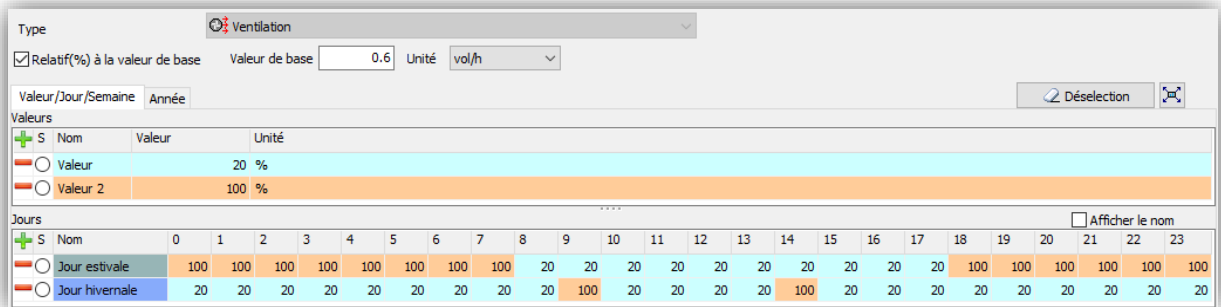 Type Ventilation
Relatif(%) à la valeur de base Valeur de base 0.6 Unité vol/h
Valeur/Jour/Semaine Année Déselection
Valeurs
S Nom Valeur Unité
Valeur 20 %
Valeur 2 100 %
Jours Afficher le nom
S Nom 0 1 2 3 4 5 6 7 8 9 10 11 12 13 14 15 16 17 18 19 20 21 22 23
Jour estivale 100 100 100 100 100 100 100 100 20 20 20 20 20 20 20 20 20 20 100 100 100 100 100 100
Jour hivernale 20 20 20 20 20 20 20 20 20 100 20 20 20 20 100 20 20 20 20 20 20 20 20 20